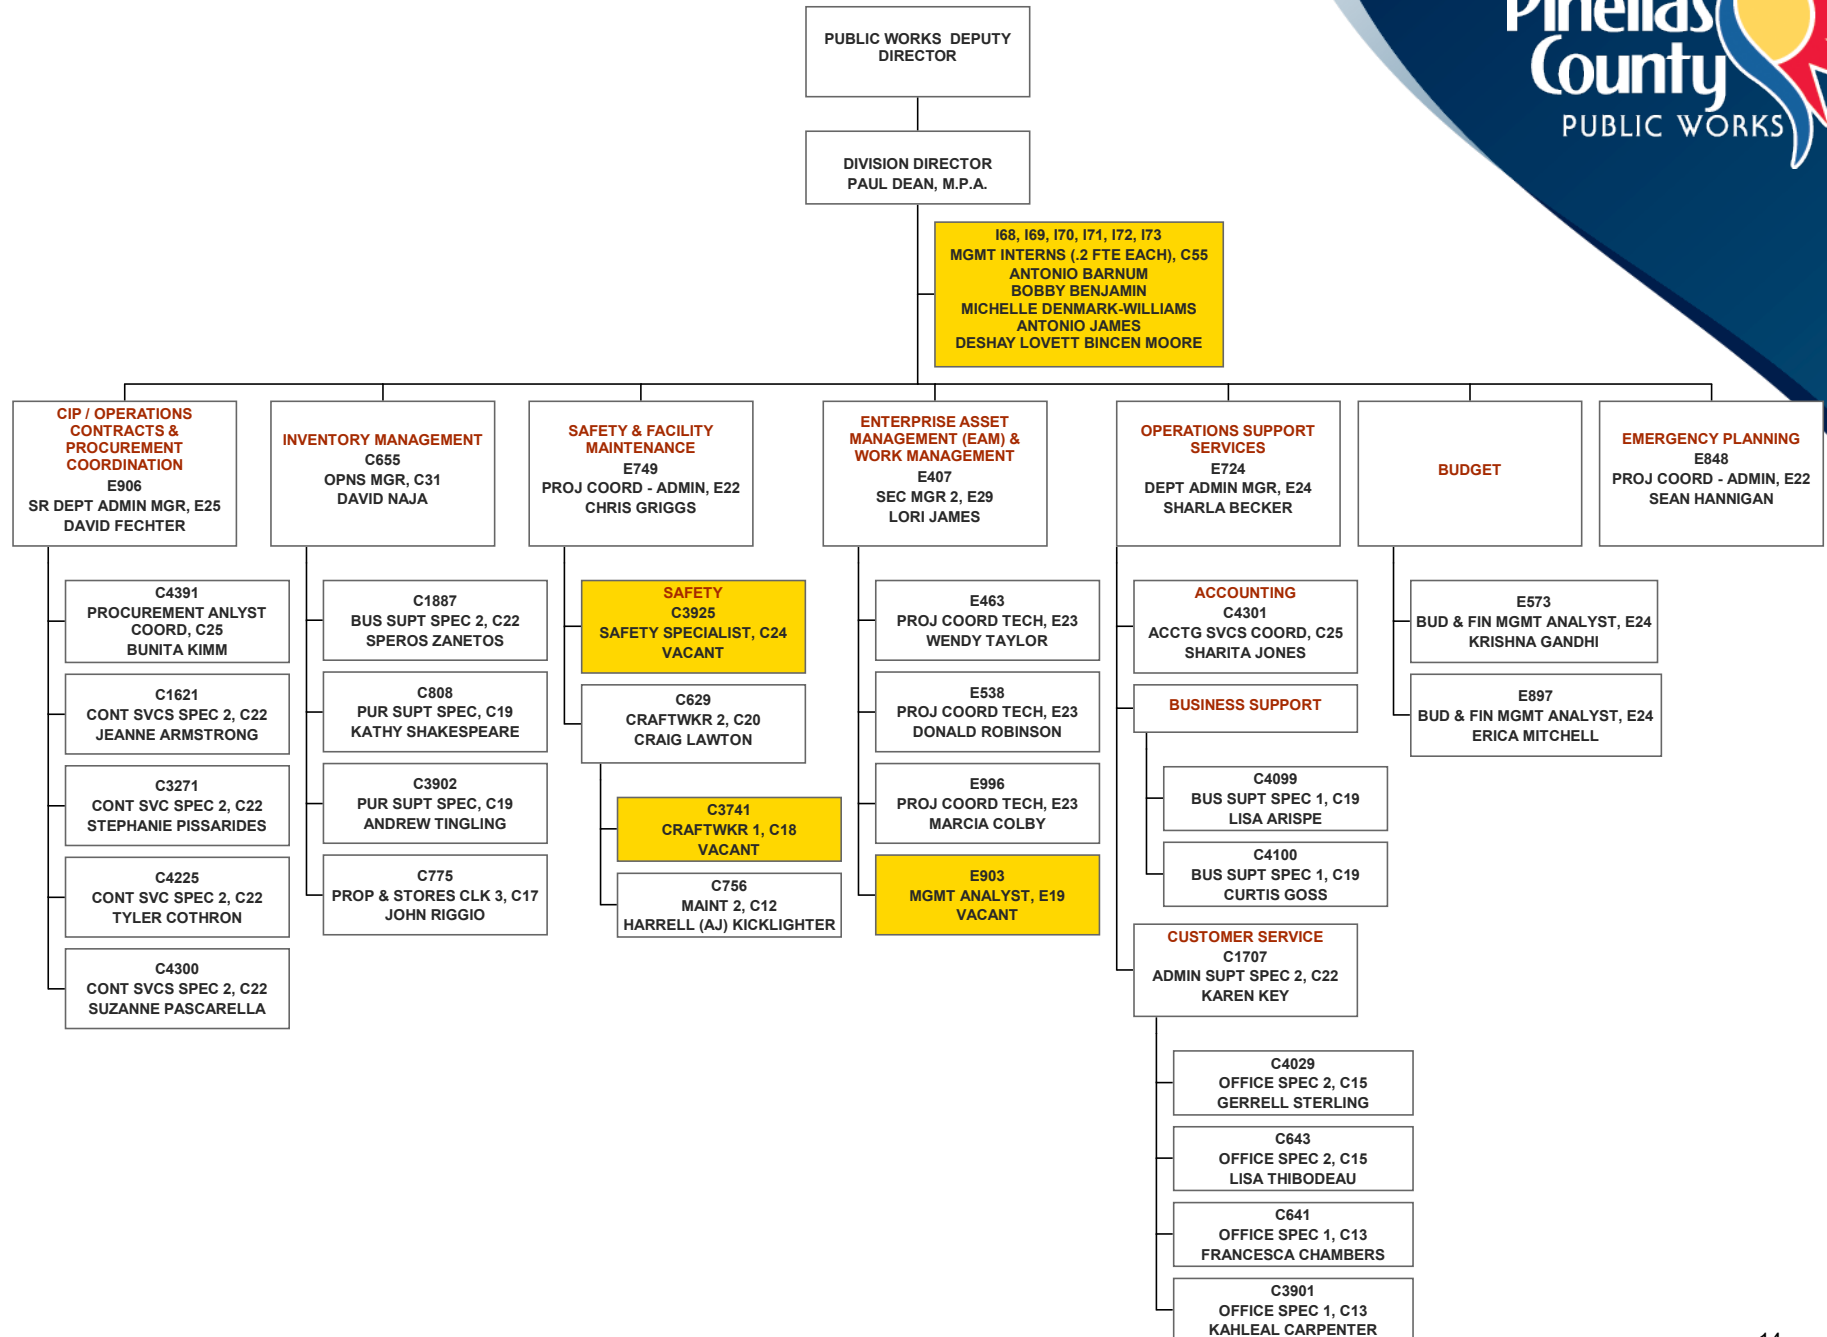 Pinellas
County
PUBLIC WORKS
PUBLIC WORKS DEPUTY
DIRECTOR
DIVISION DIRECTOR
PAUL DEAN, M.P.A.
I68, I69, I70, I71, I72, I73
MGMT INTERNS (.2 FTE EACH), C55
ANTONIO BARNUM
BOBBY BENJAMIN
MICHELLE DENMARK-WILLIAMS
ANTONIO JAMES
DESHAY LOVETT BINCEN MOORE
CIP / OPERATIONS
CONTRACTS &
PROCUREMENT
COORDINATION
E906
SR DEPT ADMIN MGR, E25
DAVID FECHTER
C4391
PROCUREMENT ANLYST
COORD, C25
BUNITA KIMM
C1621
CONT SVCS SPEC 2, C22
JEANNE ARMSTRONG
C3271
CONT SVC SPEC 2, C22
STEPHANIE PISSARIDES
C4225
CONT SVC SPEC 2, C22
TYLER COTHRON
C4300
CONT SVCS SPEC 2, C22
SUZANNE PASCARELLA
INVENTORY MANAGEMENT
C655
OPNS MGR, C31
DAVID NAJA
C1887
BUS SUPT SPEC 2, C22
SPEROS ZANETOS
C808
PUR SUPT SPEC, C19
KATHY SHAKESPEARE
C3902
PUR SUPT SPEC, C19
ANDREW TINGLING
C775
PROP & STORES CLK 3, C17
JOHN RIGGIO
SAFETY & FACILITY
MAINTENANCE
E749
PROJ COORD - ADMIN, E22
CHRIS GRIGGS
SAFETY
C3925
SAFETY SPECIALIST, C24
VACANT
C629
CRAFTWKR 2, C20
CRAIG LAWTON
C3741
CRAFTWKR 1, C18
VACANT
C756
MAINT 2, C12
HARRELL (AJ) KICKLIGHTER
ENTERPRISE ASSET
MANAGEMENT (EAM) &
WORK MANAGEMENT
E407
SEC MGR 2, E29
LORI JAMES
E463
PROJ COORD TECH, E23
WENDY TAYLOR
E538
PROJ COORD TECH, E23
DONALD ROBINSON
E996
PROJ COORD TECH, E23
MARCIA COLBY
E903
MGMT ANALYST, E19
VACANT
OPERATIONS SUPPORT
SERVICES
E724
DEPT ADMIN MGR, E24
SHARLA BECKER
ACCOUNTING
C4301
ACCTG SVCS COORD, C25
SHARITA JONES
BUSINESS SUPPORT
C4099
BUS SUPT SPEC 1, C19
LISA ARISPE
C4100
BUS SUPT SPEC 1, C19
CURTIS GOSS
CUSTOMER SERVICE
C1707
ADMIN SUPT SPEC 2, C22
KAREN KEY
C4029
OFFICE SPEC 2, C15
GERRELL STERLING
C643
OFFICE SPEC 2, C15
LISA THIBODEAU
C641
OFFICE SPEC 1, C13
FRANCESCA CHAMBERS
C3901
OFFICE SPEC 1, C13
KAHLEAL CARPENTER
BUDGET
E573
BUD & FIN MGMT ANALYST, E24
KRISHNA GANDHI
E897
BUD & FIN MGMT ANALYST, E24
ERICA MITCHELL
EMERGENCY PLANNING
E848
PROJ COORD - ADMIN, E22
SEAN HANNIGAN